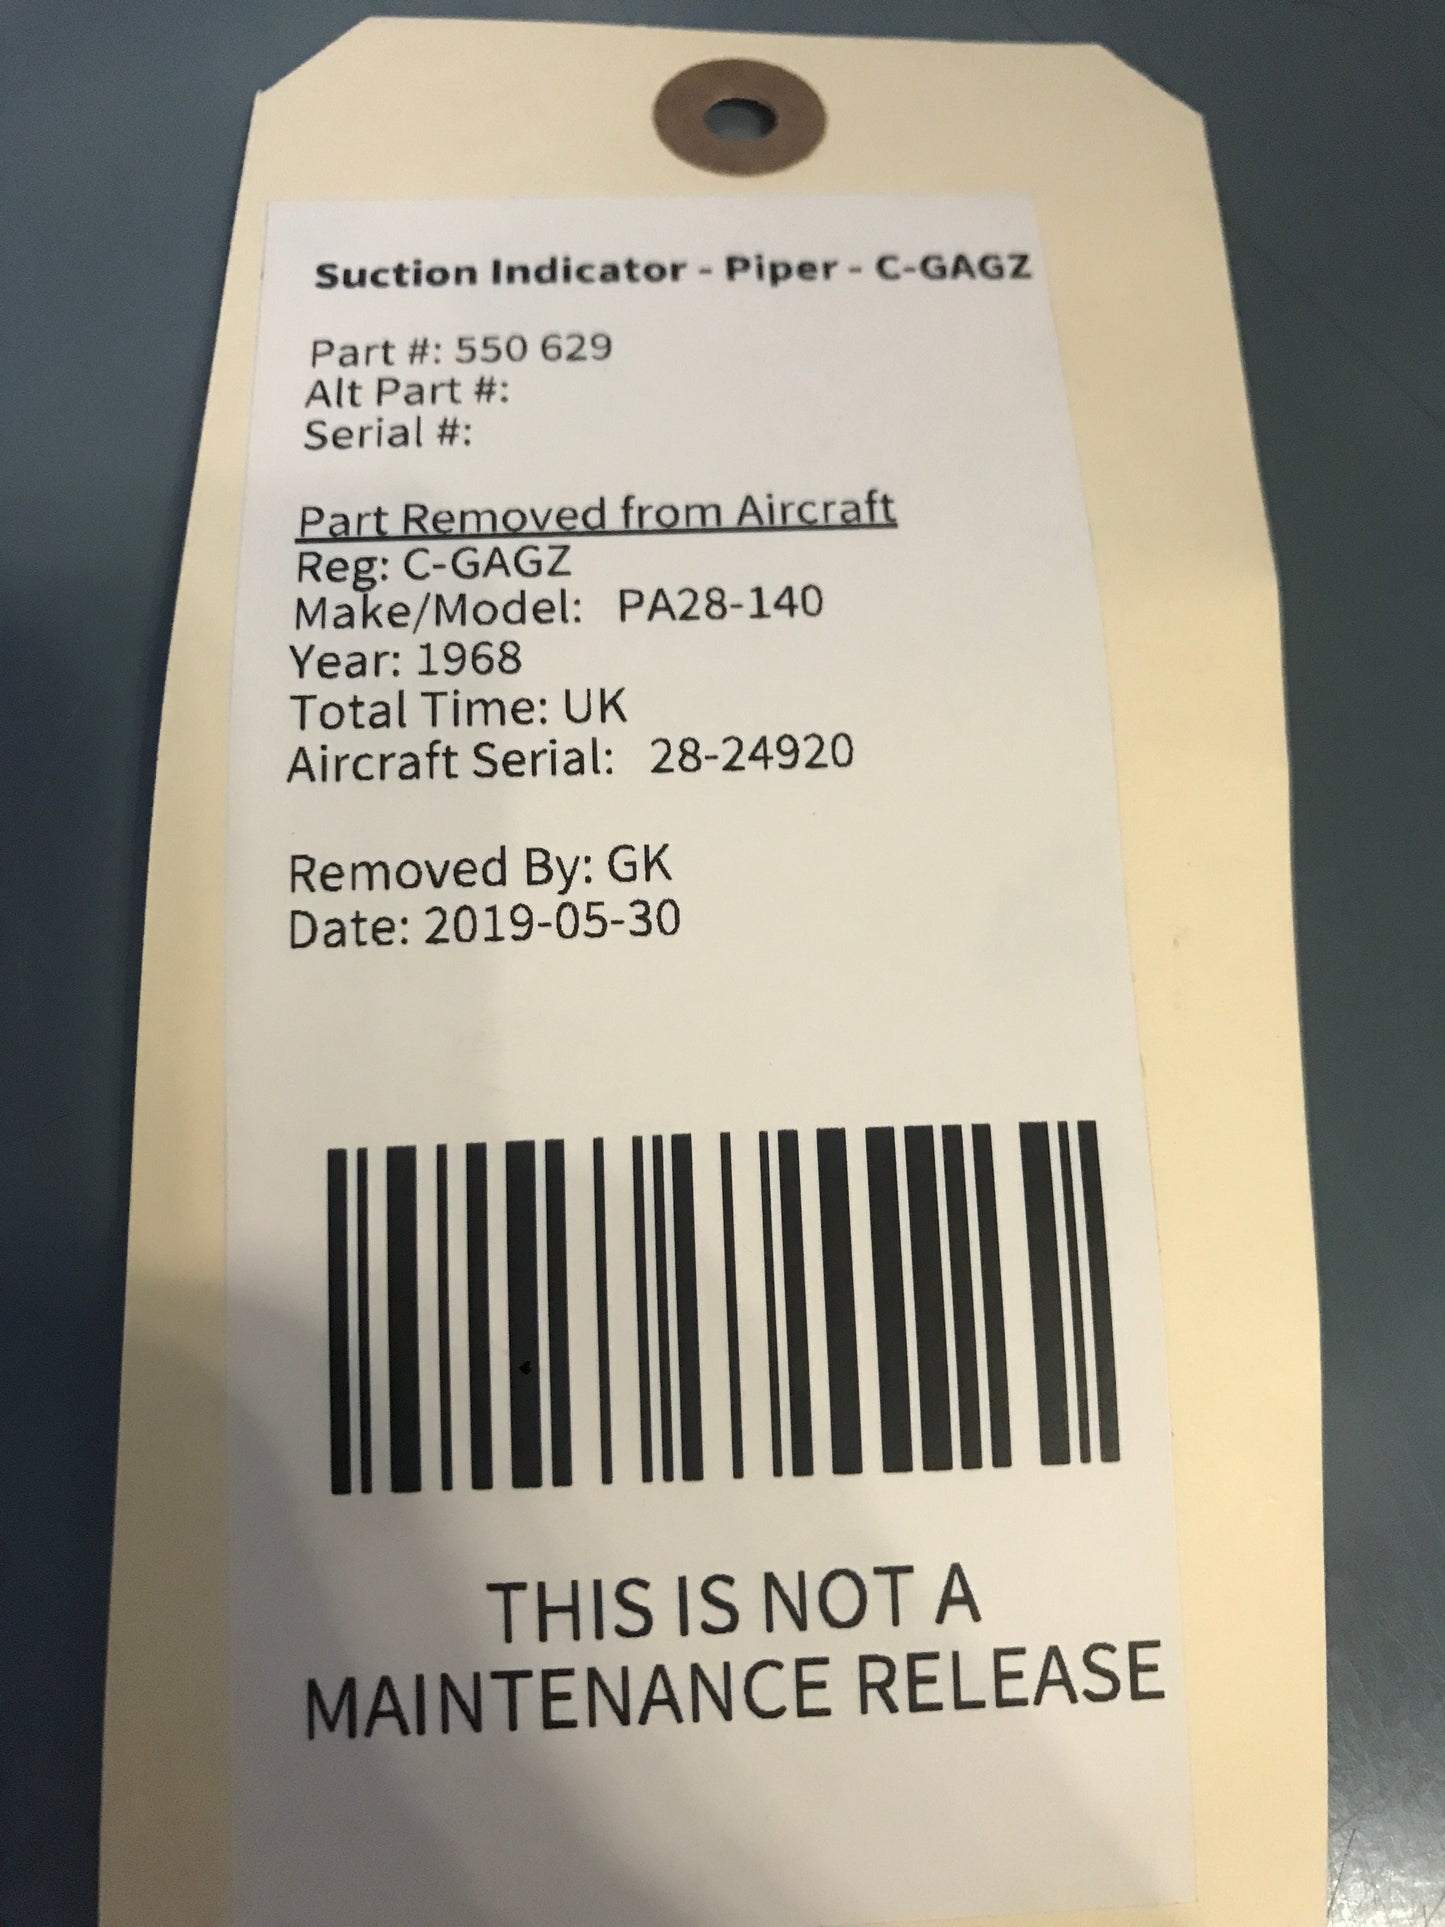 Suction Indicator - Piper - C-GAGZ
Part #: 550 629
Alt Part #:
Serial #:
Part Removed from Aircraft
Reg: C-GAGZ
Make/Model: PA28-140
Year: 1968
Total Time: UK
Aircraft Serial: 28-24920
Removed By: GK
Date: 2019-05-30
THIS IS NOT A
MAINTENANCE RELEASE